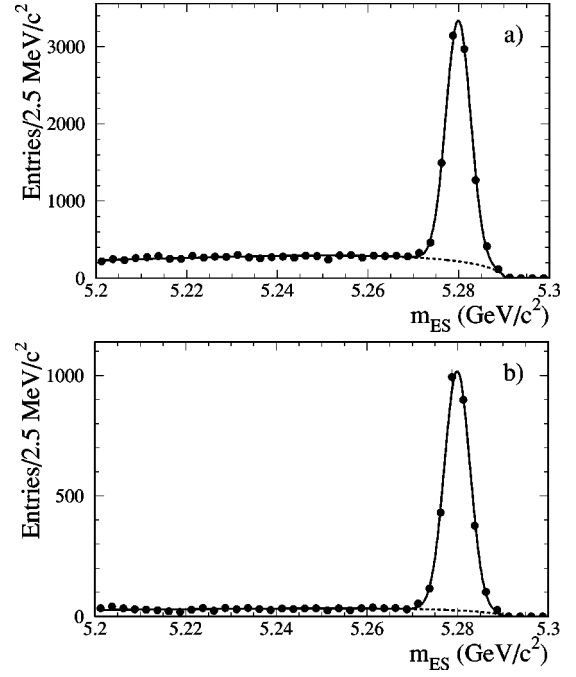 a)
Entries/2.5 MeV/c²
3000
2000
1000
0
5.2 5.22 5.24 5.26 5.28 5.3
m_ES (GeV/c²)
b)
Entries/2.5 MeV/c²
1000
500
0
5.2 5.22 5.24 5.26 5.28 5.3
m_ES (GeV/c²)